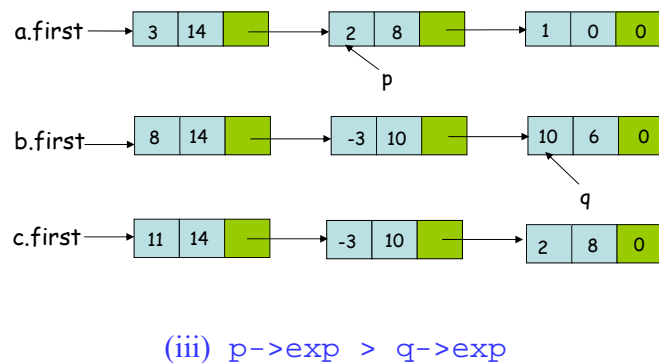 a.first 3 14 2 8 1 0 0
p
b.first 8 14 -3 10 10 6 0
q
c.first 11 14 -3 10 2 8 0
(iii) p->exp > q->exp